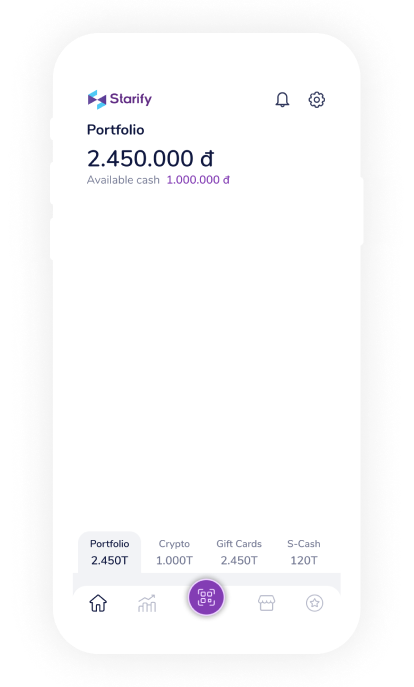 Starify
Portfolio
2.450.000 đ
Available cash 1.000.000 đ
Portfolio Crypto Gift Cards S-Cash
2.450T 1.000T 2.450T 120T